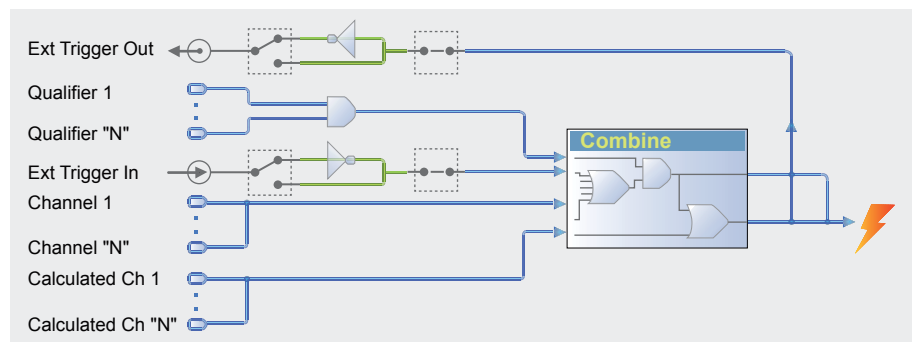 Ext Trigger Out
Qualifier 1
Qualifier "N"
Combine
Ext Trigger In
Channel 1
Channel "N"
Calculated Ch 1
Calculated Ch "N"